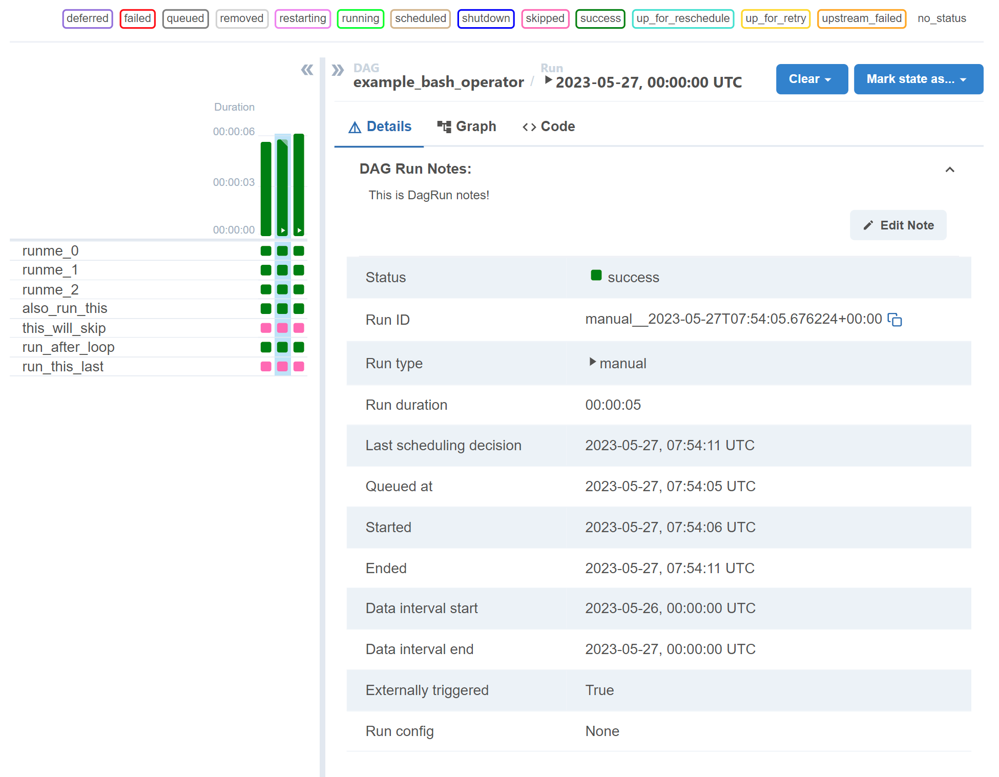 deferred failed queued removed restarting running scheduled shutdown skipped success up_for_reschedule up_for_retry upstream_failed no_status
DAG
example_bash_operator
/
Run
2023-05-27, 00:00:00 UTC
Clear
Mark state as...
Duration
00:00:06
00:00:03
00:00:00
runme_0
runme_1
runme_2
also_run_this
this_will_skip
run_after_loop
run_this_last
Details Graph Code
DAG Run Notes:
This is DagRun notes!
Edit Note
Status success
Run ID manual__2023-05-27T07:54:05.676224+00:00
Run type manual
Run duration 00:00:05
Last scheduling decision 2023-05-27, 07:54:11 UTC
Queued at 2023-05-27, 07:54:05 UTC
Started 2023-05-27, 07:54:06 UTC
Ended 2023-05-27, 07:54:11 UTC
Data interval start 2023-05-26, 00:00:00 UTC
Data interval end 2023-05-27, 00:00:00 UTC
Externally triggered True
Run config None